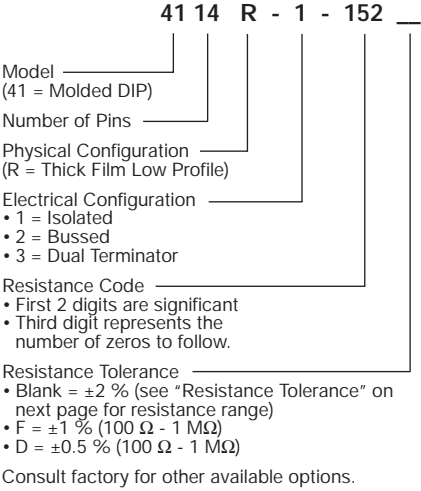 41 14 R - 1 - 152 __
Model
(41 = Molded DIP)
Number of Pins
Physical Configuration
(R = Thick Film Low Profile)
Electrical Configuration
• 1 = Isolated
• 2 = Bussed
• 3 = Dual Terminator
Resistance Code
• First 2 digits are significant
• Third digit represents the
number of zeros to follow.
Resistance Tolerance
• Blank = ±2 % (see “Resistance Tolerance” on
next page for resistance range)
• F = ±1 % (100 Ω - 1 MΩ)
• D = ±0.5 % (100 Ω - 1 MΩ)
Consult factory for other available options.